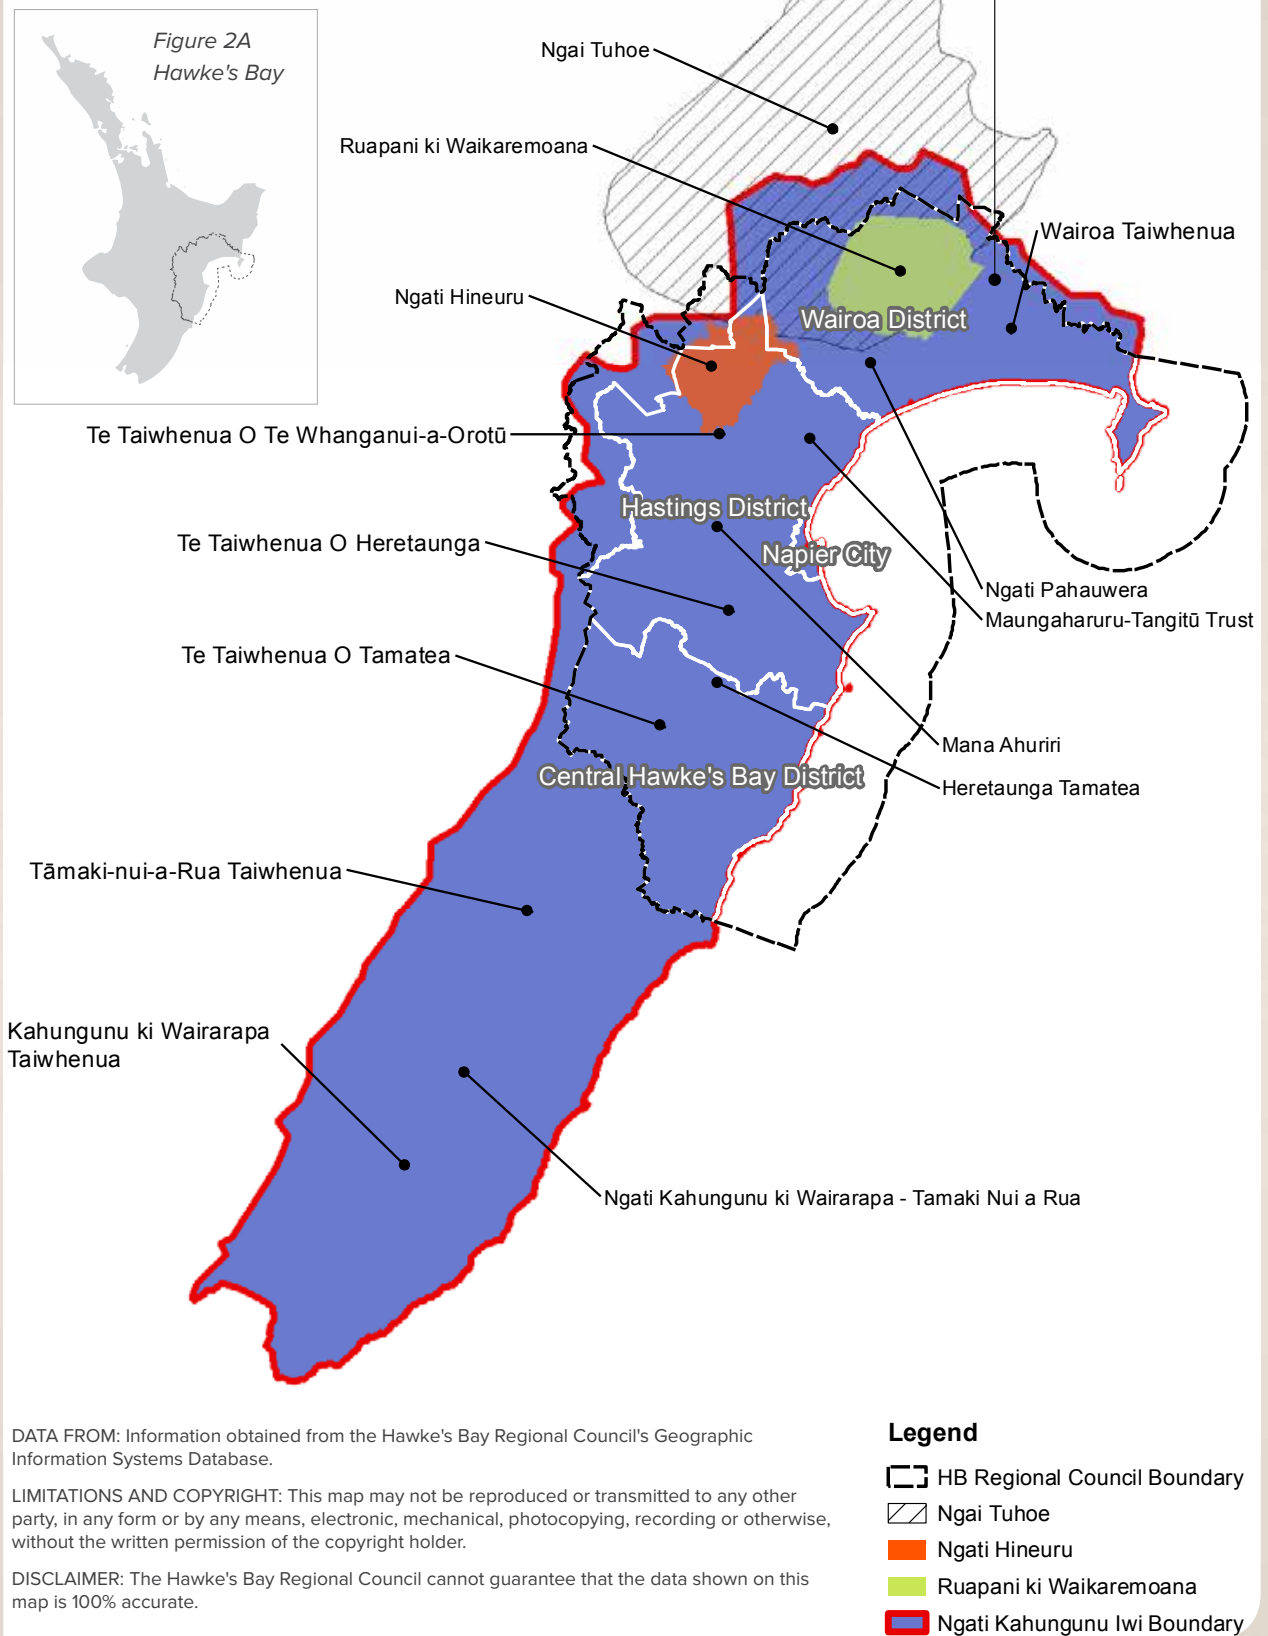 Figure 2A
Hawke's Bay
Ngai Tuhoe
Ruapani ki Waikaremoana
Wairoa Taiwhenua
Ngati Hineuru
Wairoa District
Te Taiwhenua O Te Whanganui-a-Orotū
Hastings District
Te Taiwhenua O Heretaunga
Napier City
Ngati Pahauwera
Maungaharuru-Tangitū Trust
Te Taiwhenua O Tamatea
Mana Ahuriri
Central Hawke's Bay District
Heretaunga Tamatea
Tāmaki-nui-a-Rua Taiwhenua
Kahungunu ki Wairarapa
Taiwhenua
Ngati Kahungunu ki Wairarapa - Tamaki Nui a Rua
DATA FROM: Information obtained from the Hawke's Bay Regional Council's Geographic
Information Systems Database.
LIMITATIONS AND COPYRIGHT: This map may not be reproduced or transmitted to any other
party, in any form or by any means, electronic, mechanical, photocopying, recording or otherwise,
without the written permission of the copyright holder.
DISCLAIMER: The Hawke's Bay Regional Council cannot guarantee that the data shown on this
map is 100% accurate.
Legend
HB Regional Council Boundary
Ngai Tuhoe
Ngati Hineuru
Ruapani ki Waikaremoana
Ngati Kahungunu Iwi Boundary